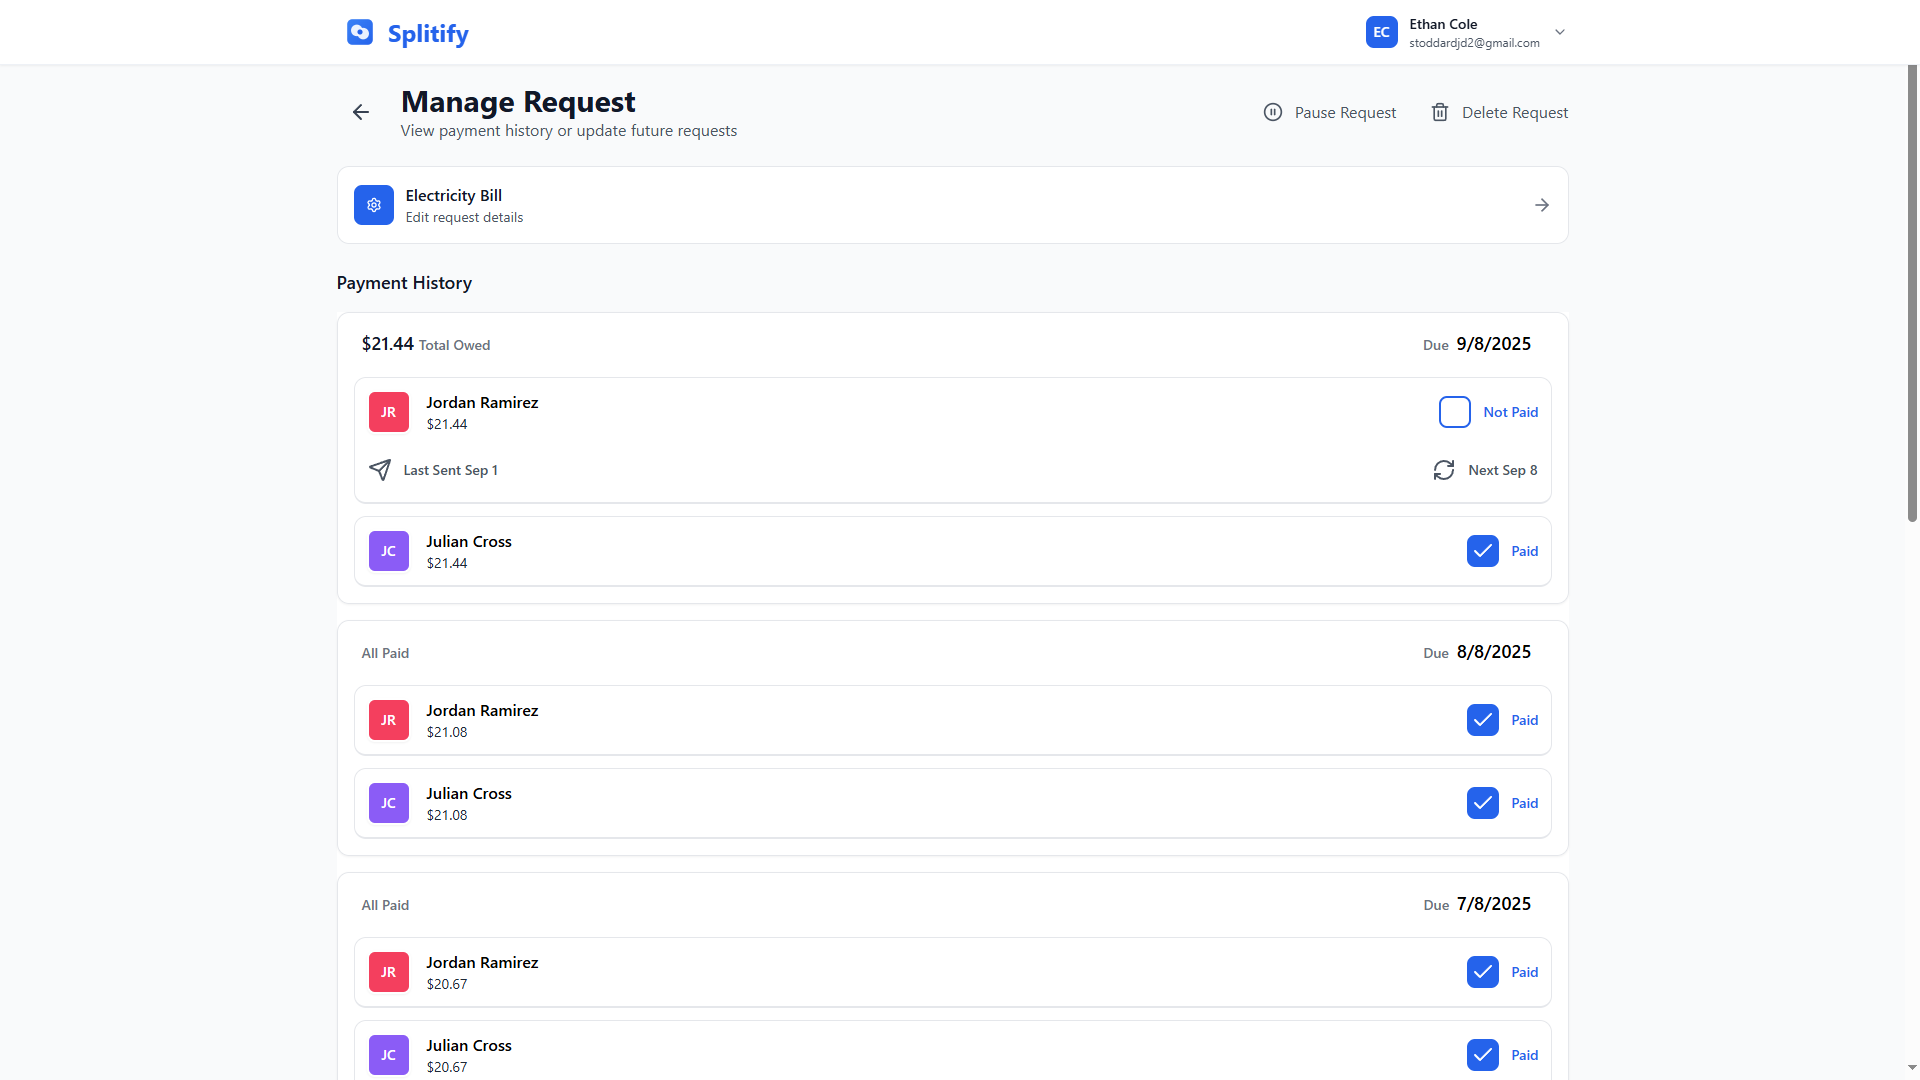 Splitify
EC
Ethan Cole
stoddardjd2@gmail.com
Manage Request
View payment history or update future requests
Pause Request
Delete Request
Electricity Bill
Edit request details
Payment History
$21.44 Total Owed
Due 9/8/2025
JR
Jordan Ramirez
$21.44
Not Paid
Last Sent Sep 1
Next Sep 8
JC
Julian Cross
$21.44
Paid
All Paid
Due 8/8/2025
JR
Jordan Ramirez
$21.08
Paid
JC
Julian Cross
$21.08
Paid
All Paid
Due 7/8/2025
JR
Jordan Ramirez
$20.67
Paid
JC
Julian Cross
$20.67
Paid